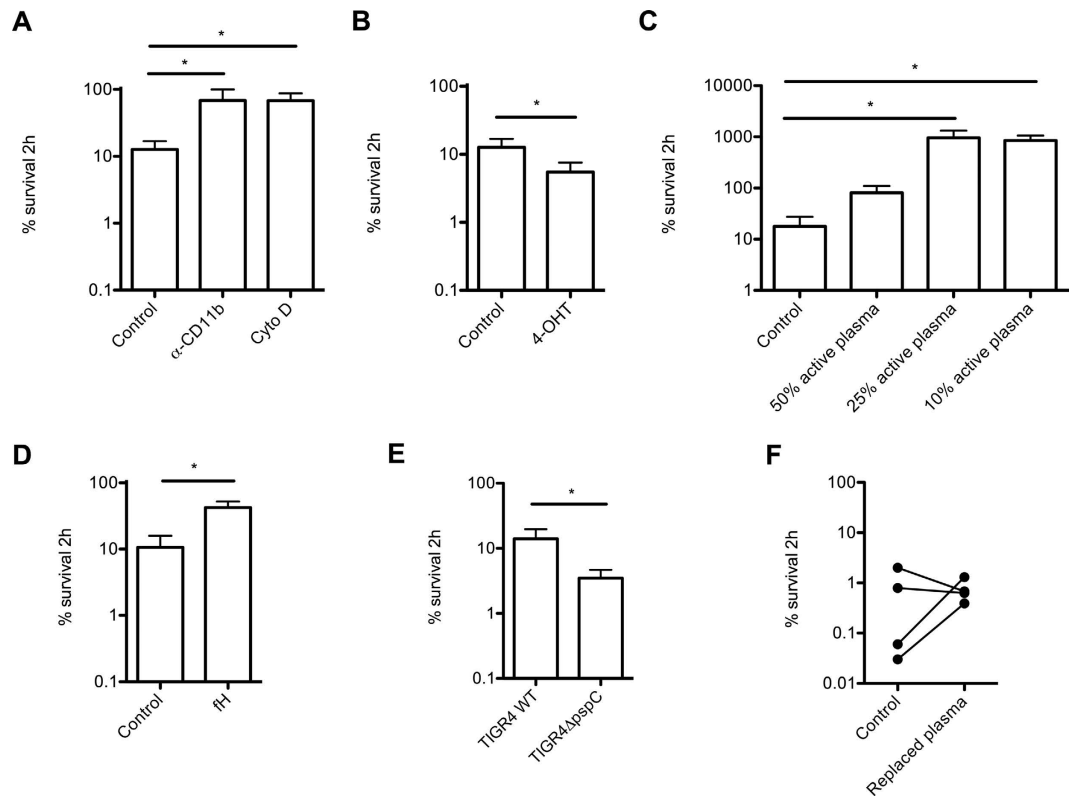 A
% survival 2h
100
10
1
0.1
*
*
Control
α-CD11b
Cyto D
B
% survival 2h
100
10
1
0.1
*
Control
4-OHT
C
% survival 2h
10000
1000
100
10
1
*
*
Control
50% active plasma
25% active plasma
10% active plasma
D
% survival 2h
100
10
1
0.1
*
Control
fH
E
% survival 2h
100
10
1
0.1
*
TIGR4 WT
TIGR4ΔpspC
F
% survival 2h
100
10
1
0.1
0.01
Control
Replaced plasma